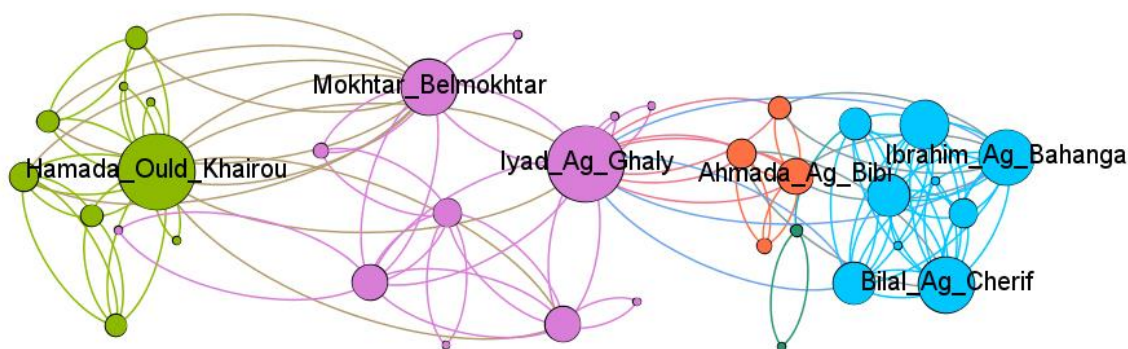 Mokhtar_Belmokhtar
Hamada_Ould_Khairou
Iyad_Ag_Ghaly
Ahmada_Ag_Bibi
Ibrahim_Ag_Bahanga
Bilal_Ag_Cherif